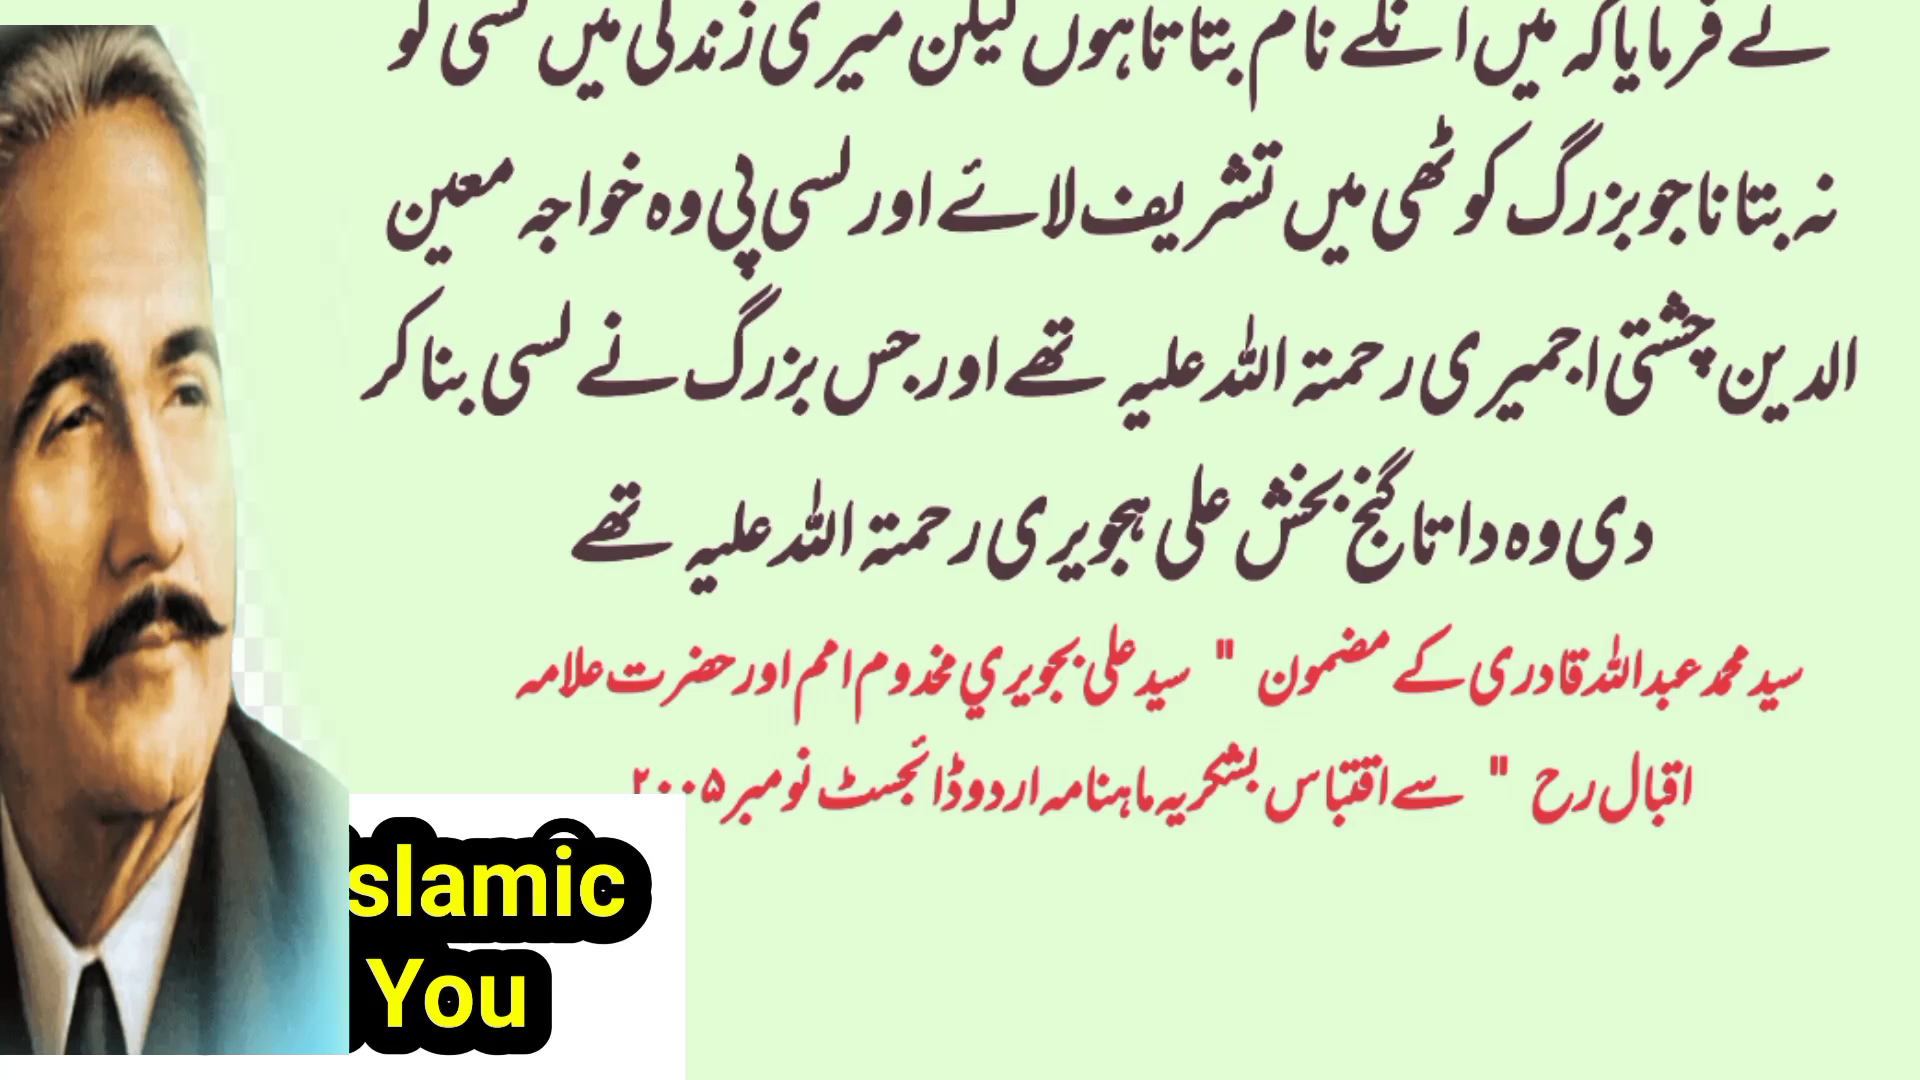 نے فرمایا کہ میں انکے نام بتاتا ہوں لیکن میری زندگی میں کسی کو
نہ بتانا جو بزرگ کوٹھی میں تشریف لائے اور لسی پی وہ خواجہ معین
الدین چشتی اجمیری رحمتہ اللہ علیہ تھے اور جس بزرگ نے لسی بنا کر
دی وہ داتا گنج بخش علی ہجویری رحمتہ اللہ علیہ تھے
سید محمد عبداللہ قادری کے مضمون " سید علی ہجویري مخدوم امم اور حضرت علامہ
اقبال رح " سے اقتباس بشکریہ ماہنامہ اردو ڈائجسٹ نومبر ۲۰۰۵
slamic
You